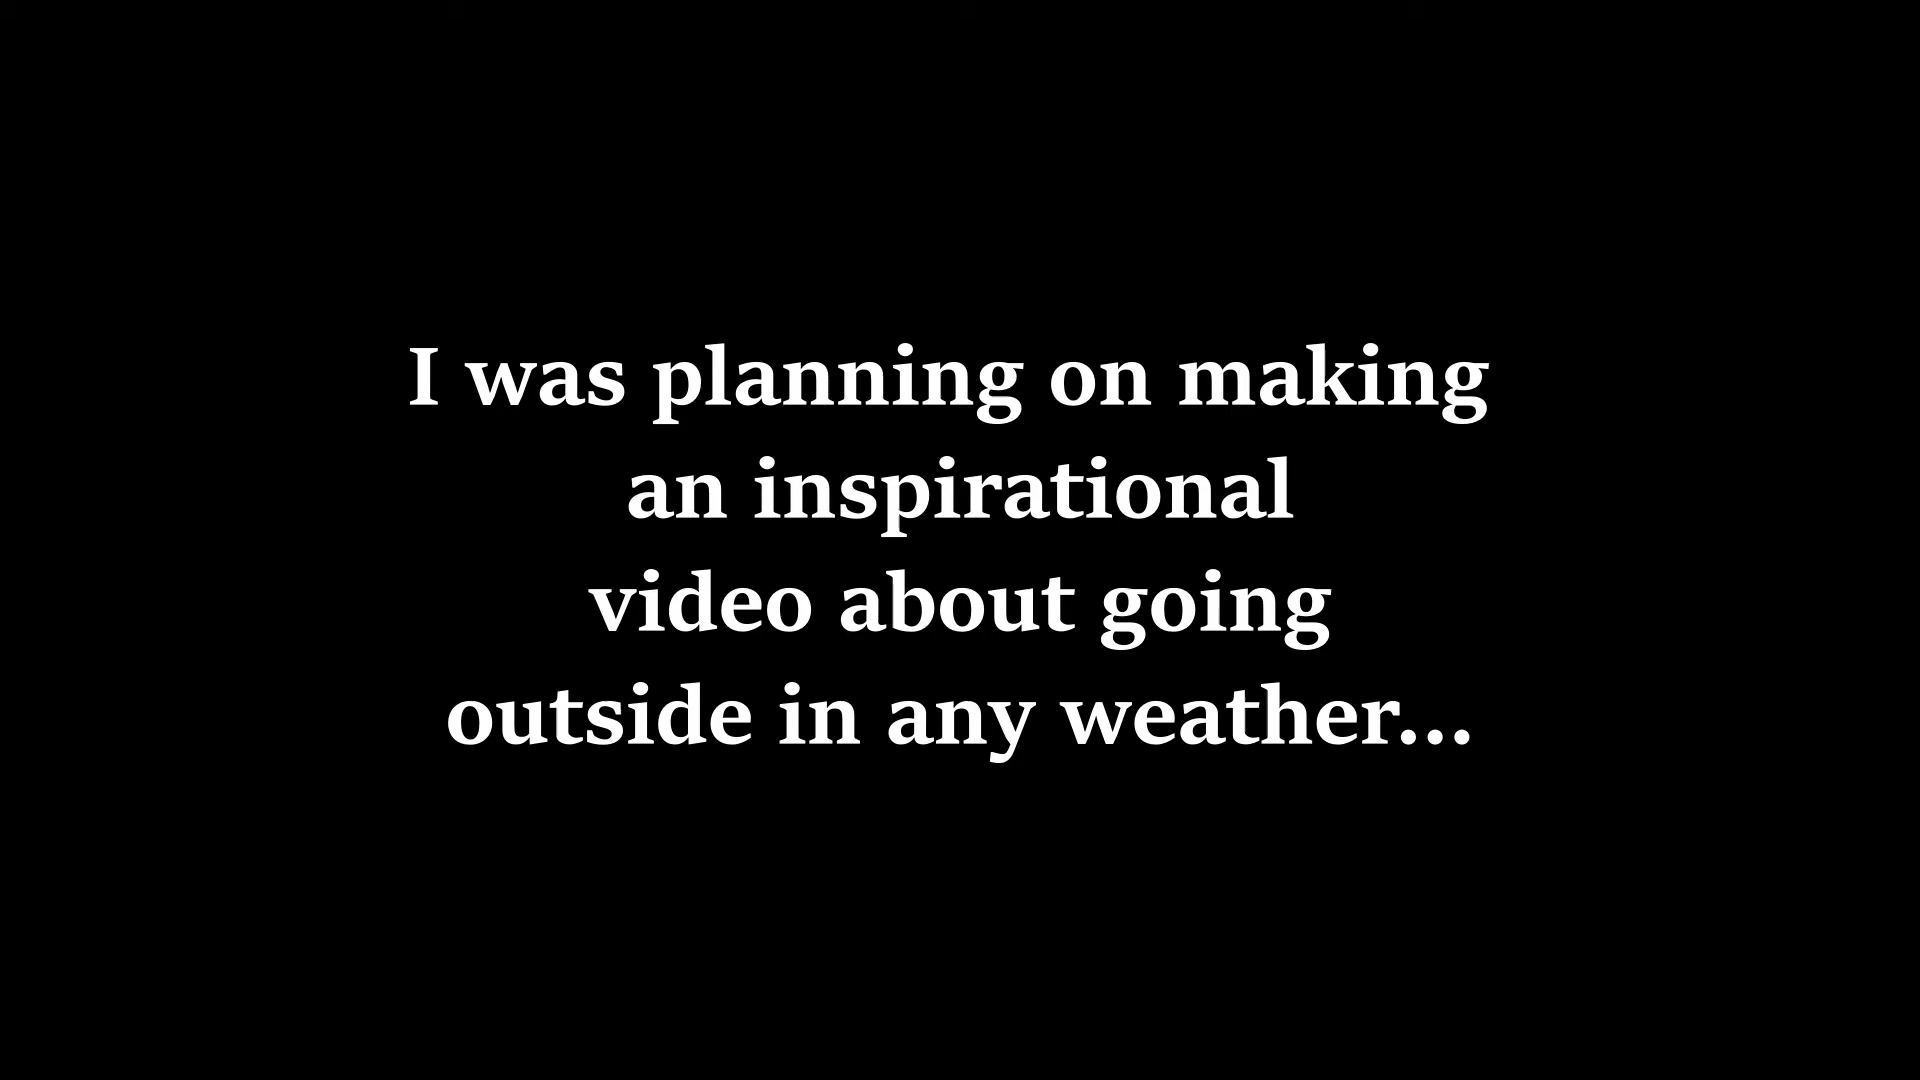 I was planning on making
an inspirational
video about going
outside in any weather...